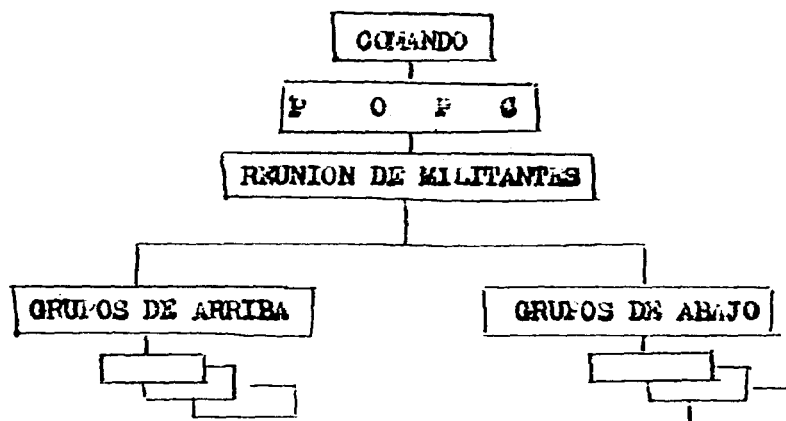 COMANDO
P O P G
REUNION DE MILITANTES
GRUPOS DE ARRIBA
GRUPOS DE ABAJO